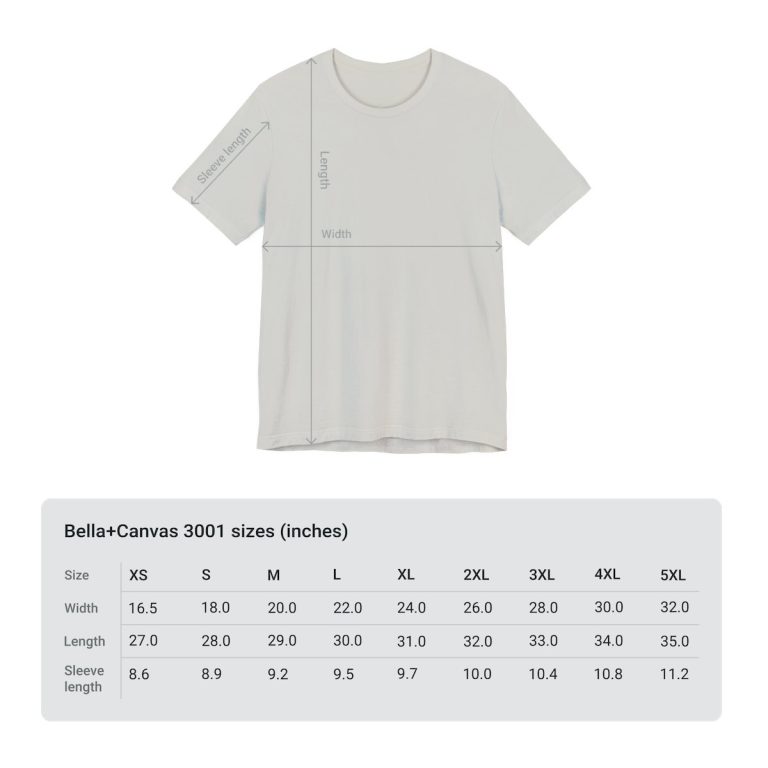 Sleeve length
Length
Width
Bella+Canvas 3001 sizes (inches)
Size XS S M L XL 2XL 3XL 4XL 5XL
Width 16.5 18.0 20.0 22.0 24.0 26.0 28.0 30.0 32.0
Length 27.0 28.0 29.0 30.0 31.0 32.0 33.0 34.0 35.0
Sleeve
length 8.6 8.9 9.2 9.5 9.7 10.0 10.4 10.8 11.2